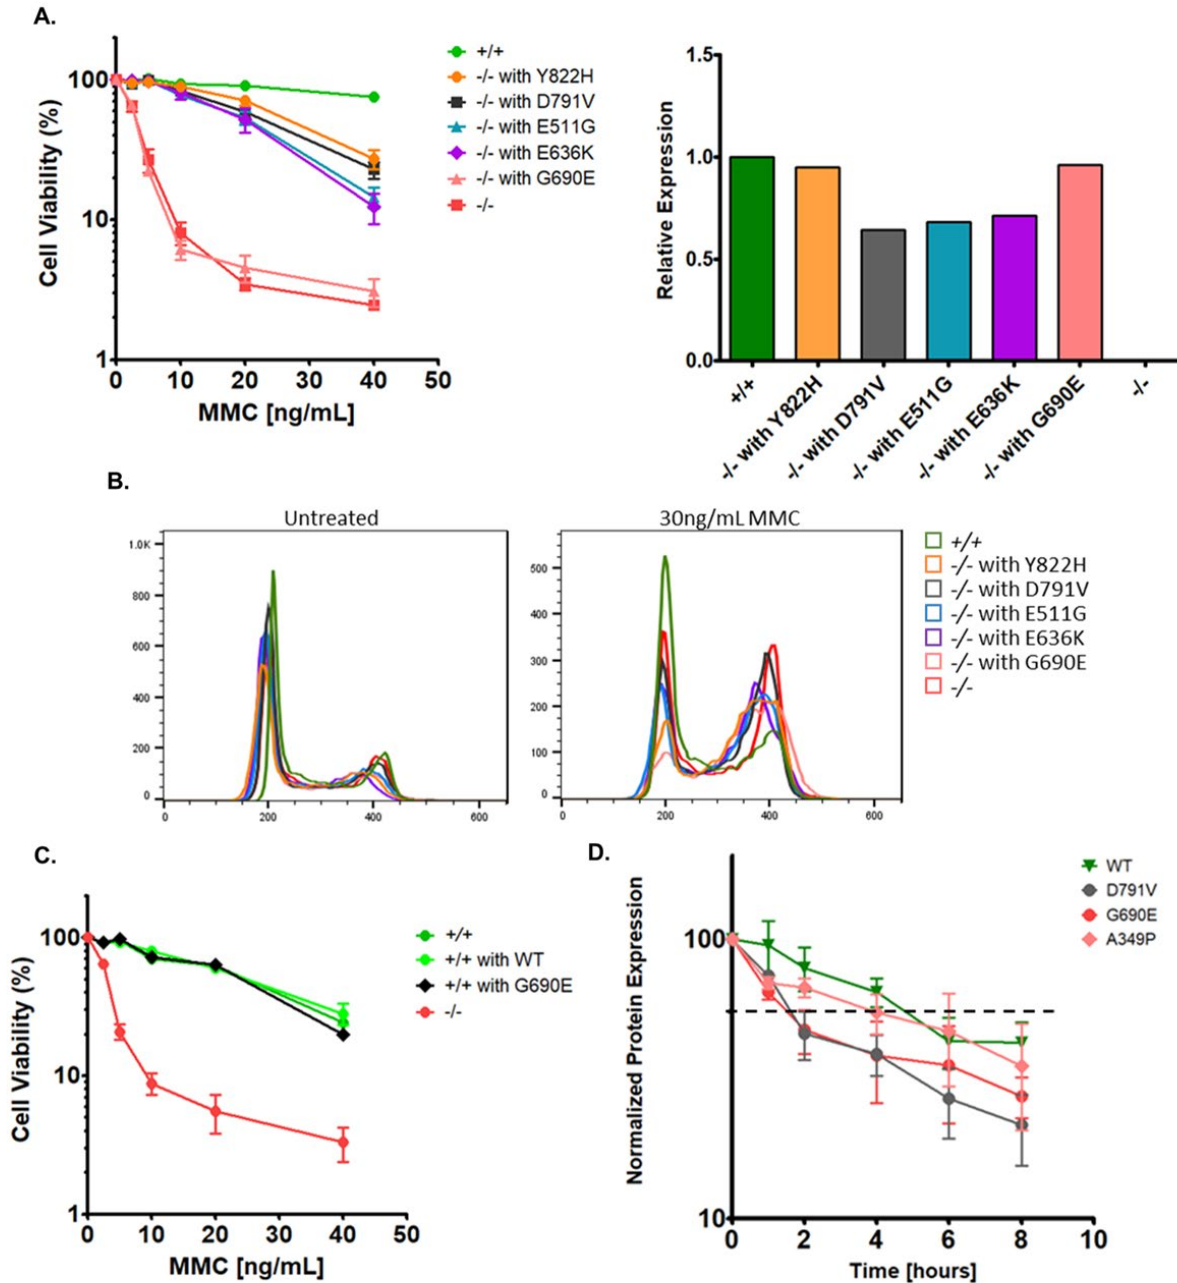 A.
Cell Viability (%)
100
10
1
0 10 20 30 40 50
MMC [ng/mL]
+/+
-/- with Y822H
-/- with D791V
-/- with E511G
-/- with E636K
-/- with G690E
-/-
Relative Expression
1.5
1.0
0.5
0.0
+/+
-/- with Y822H
-/- with D791V
-/- with E511G
-/- with E636K
-/- with G690E
-/-
B.
Untreated
1.0K
800
600
400
200
0
0 200 400 600
30ng/mL MMC
500
400
300
200
100
0
0 200 400 600
+/+
-/- with Y822H
-/- with D791V
-/- with E511G
-/- with E636K
-/- with G690E
-/-
C.
Cell Viability (%)
100
10
1
0 10 20 30 40 50
MMC [ng/mL]
+/+
+/+ with WT
+/+ with G690E
-/-
D.
Normalized Protein Expression
100
10
0 2 4 6 8 10
Time [hours]
WT
D791V
G690E
A349P